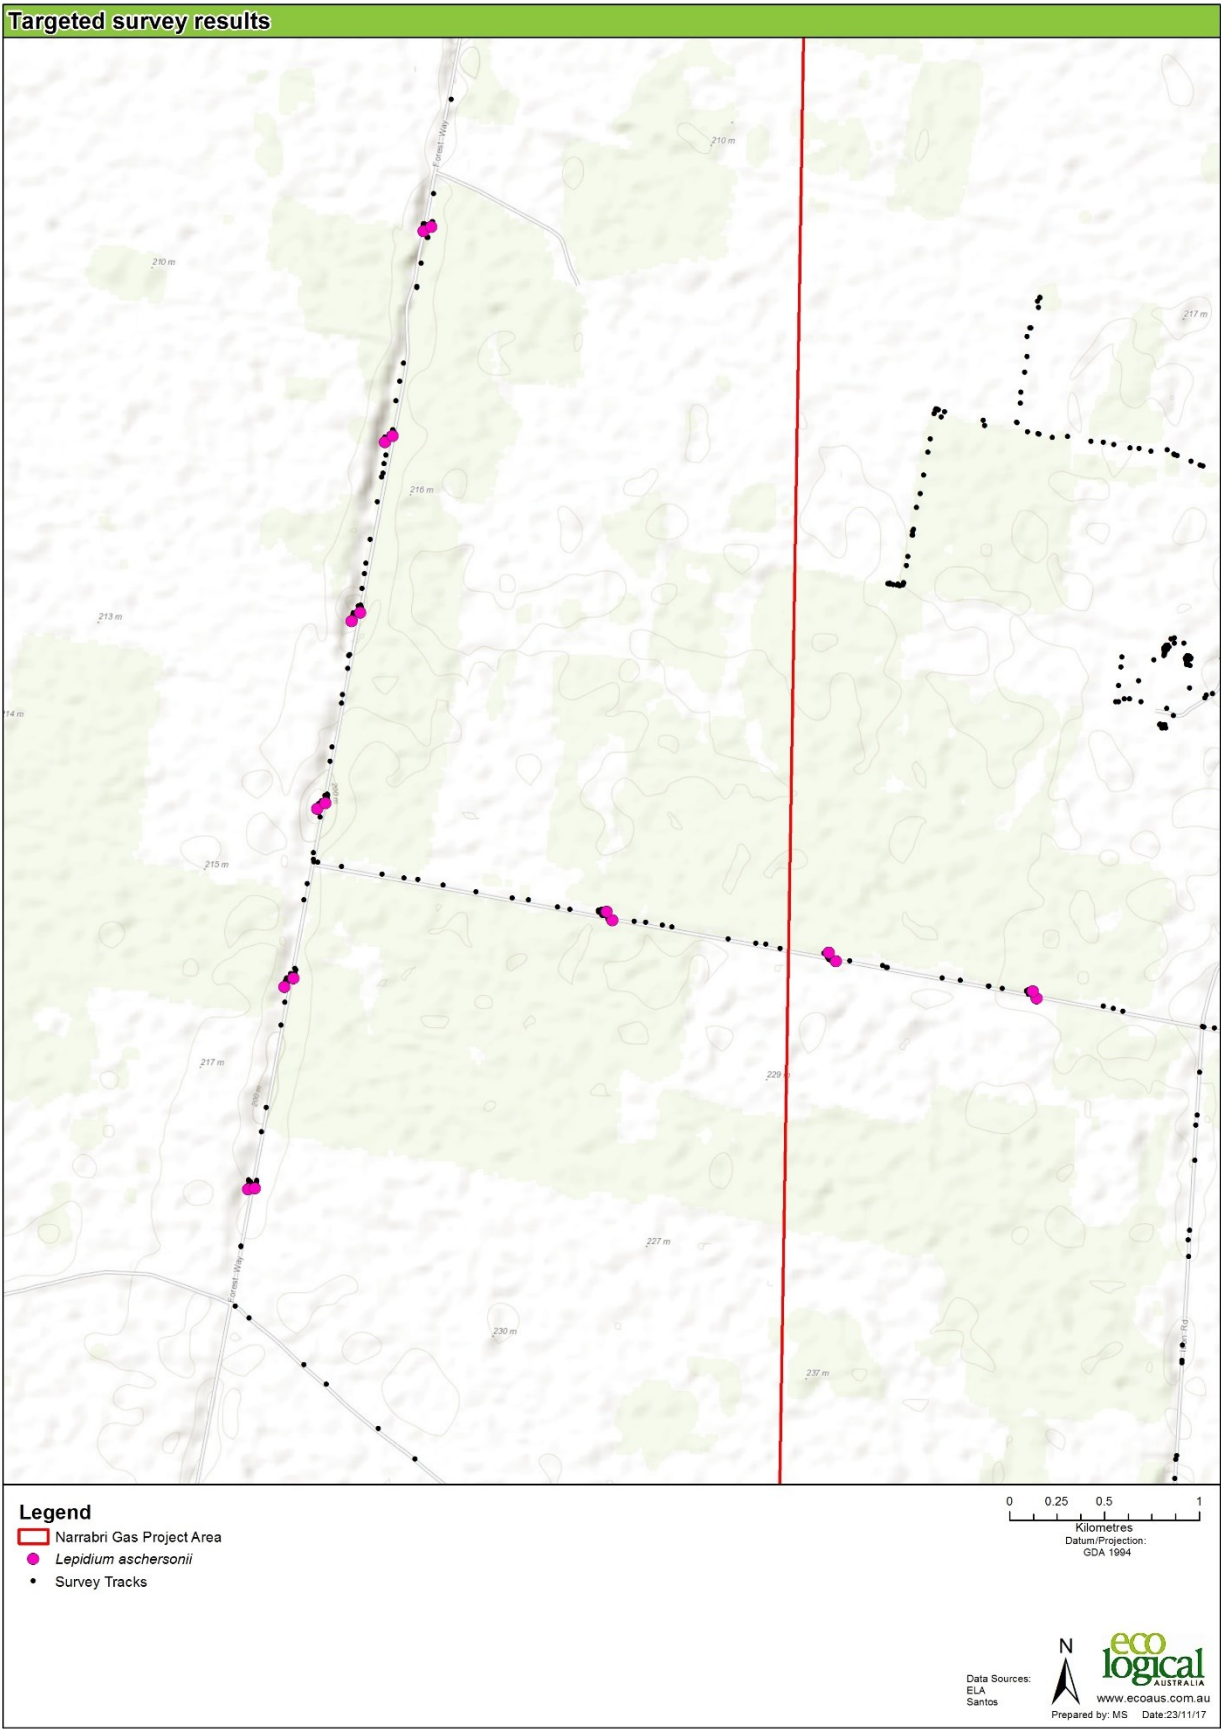 Targeted survey results
Forest Way
210 m
210 m
217 m
216 m
213 m
214 m
200 m
215 m
217 m
229 m
200 m
227 m
Forest Way
230 m
237 m
Rd
Legend
Narrabri Gas Project Area
Lepidium aschersonii
Survey Tracks
0 0.25 0.5 1
Kilometres
Datum/Projection:
GDA 1994
N
Data Sources:
ELA
Santos
eco
logical
AUSTRALIA
www.ecoaus.com.au
Prepared by: MS Date:23/11/17